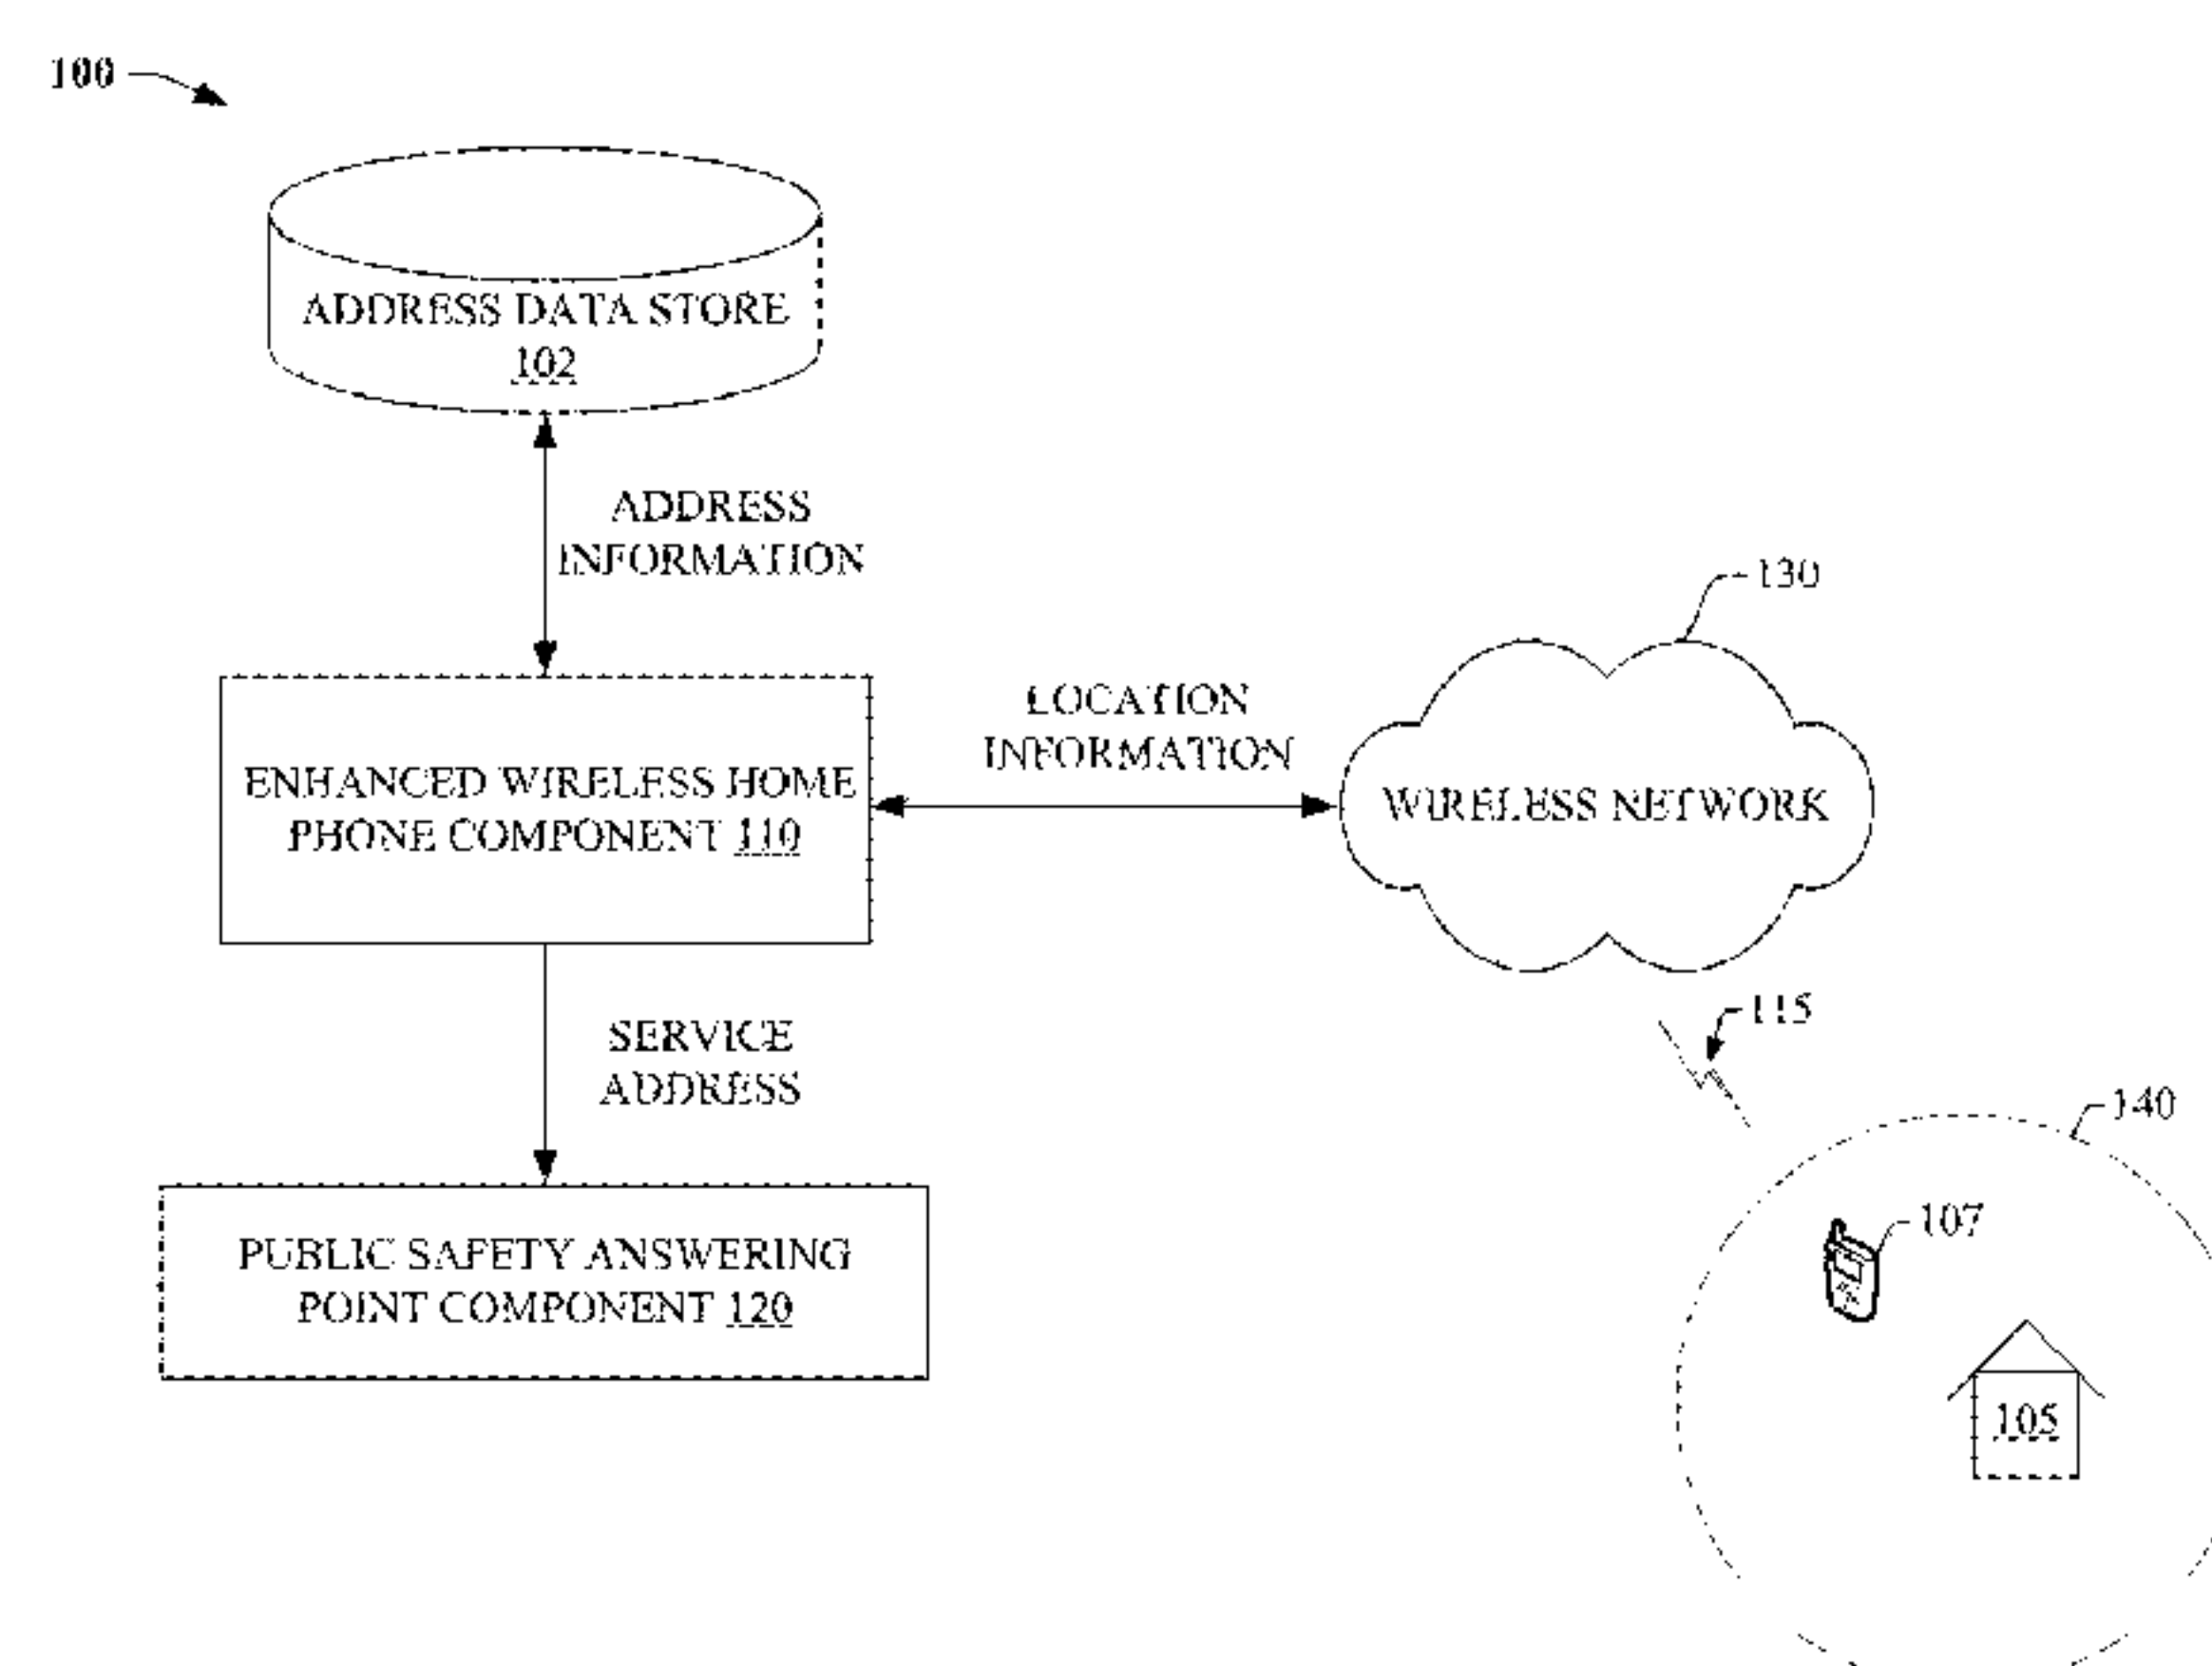 100
ADDRESS DATA STORE
102
ADDRESS
INFORMATION
130
LOCATION
INFORMATION
ENHANCED WIRELESS HOME
PHONE COMPONENT 110
WIRELESS NETWORK
115
SERVICE
ADDRESS
140
107
PUBLIC SAFETY ANSWERING
POINT COMPONENT 120
105